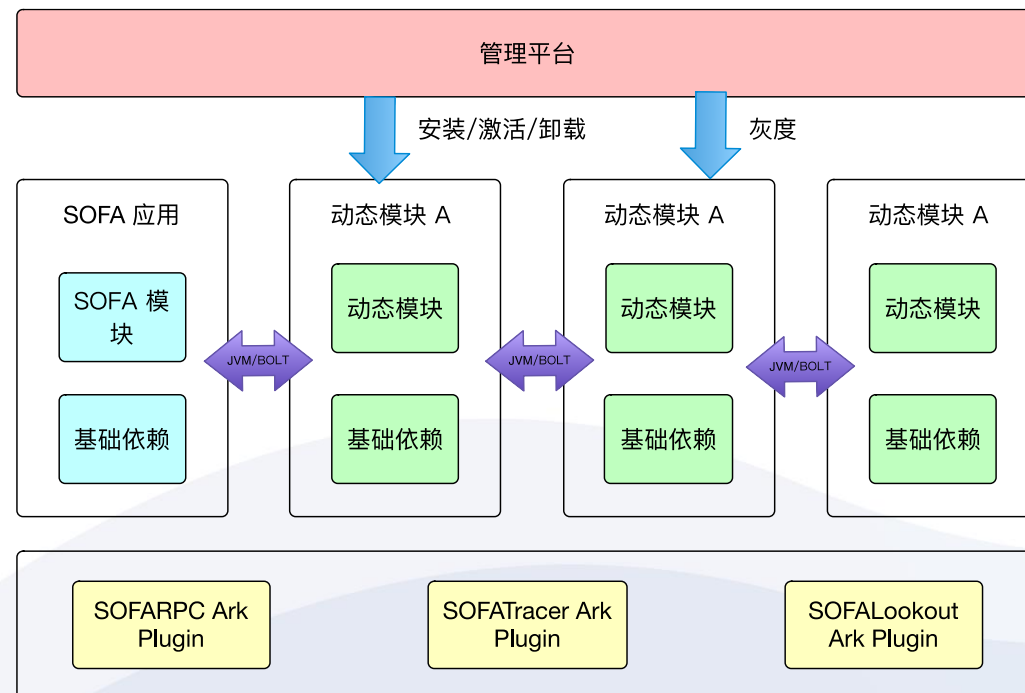 管理平台
安装/激活/卸载
灰度
SOFA 应用
动态模块 A
动态模块 A
动态模块 A
SOFA 模
块
动态模块
动态模块
动态模块
JVM/BOLT
JVM/BOLT
JVM/BOLT
基础依赖
基础依赖
基础依赖
基础依赖
SOFARPC Ark
Plugin
SOFATracer Ark
Plugin
SOFALookout
Ark Plugin